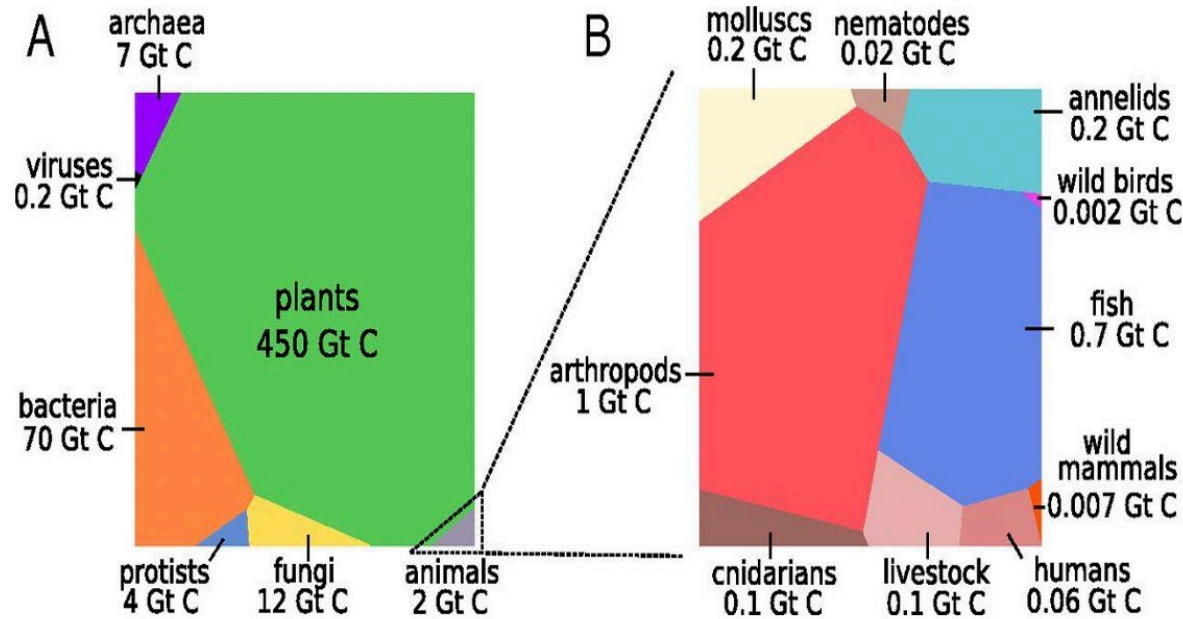 A
archaea
7 Gt C
viruses
0.2 Gt C
plants
450 Gt C
bacteria
70 Gt C
protists
4 Gt C
fungi
12 Gt C
animals
2 Gt C
B
molluscs
0.2 Gt C
nematodes
0.02 Gt C
annelids
0.2 Gt C
wild birds
0.002 Gt C
fish
0.7 Gt C
arthropods
1 Gt C
wild
mammals
0.007 Gt C
cnidarians
0.1 Gt C
livestock
0.1 Gt C
humans
0.06 Gt C